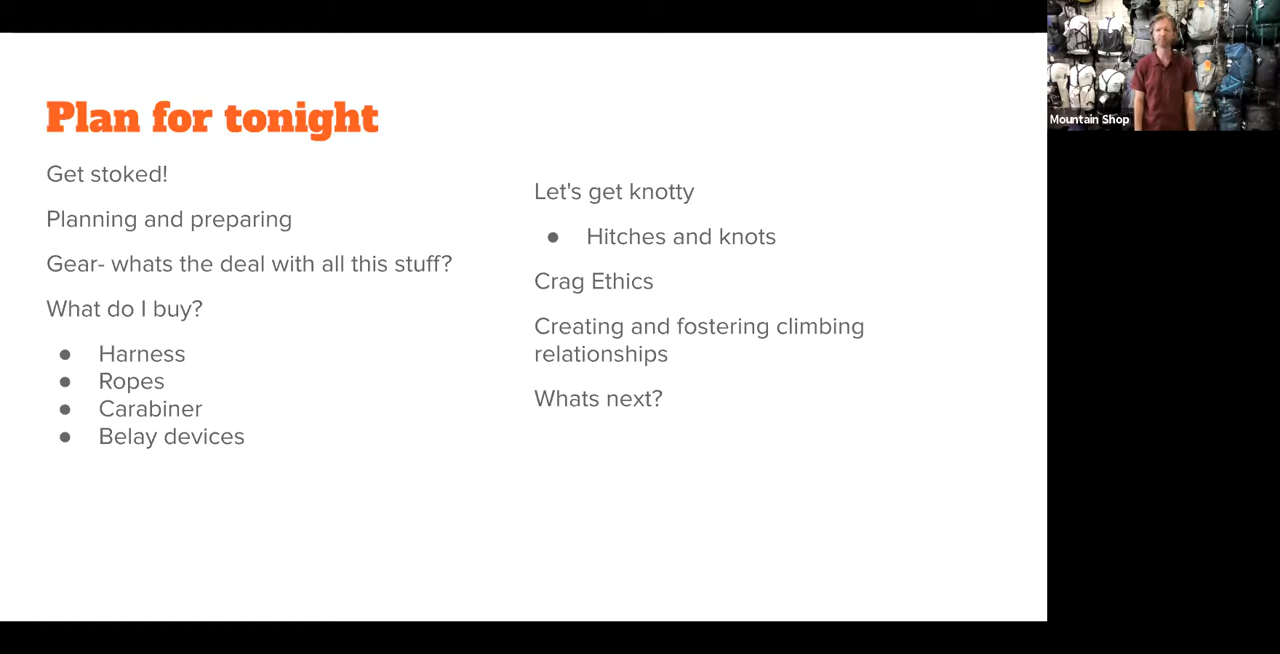 Plan for tonight
Get stoked!
Planning and preparing
Gear- whats the deal with all this stuff?
What do I buy?
● Harness
● Ropes
● Carabiner
● Belay devices
Let's get knotty
● Hitches and knots
Crag Ethics
Creating and fostering climbing
relationships
Whats next?
Mountain Shop